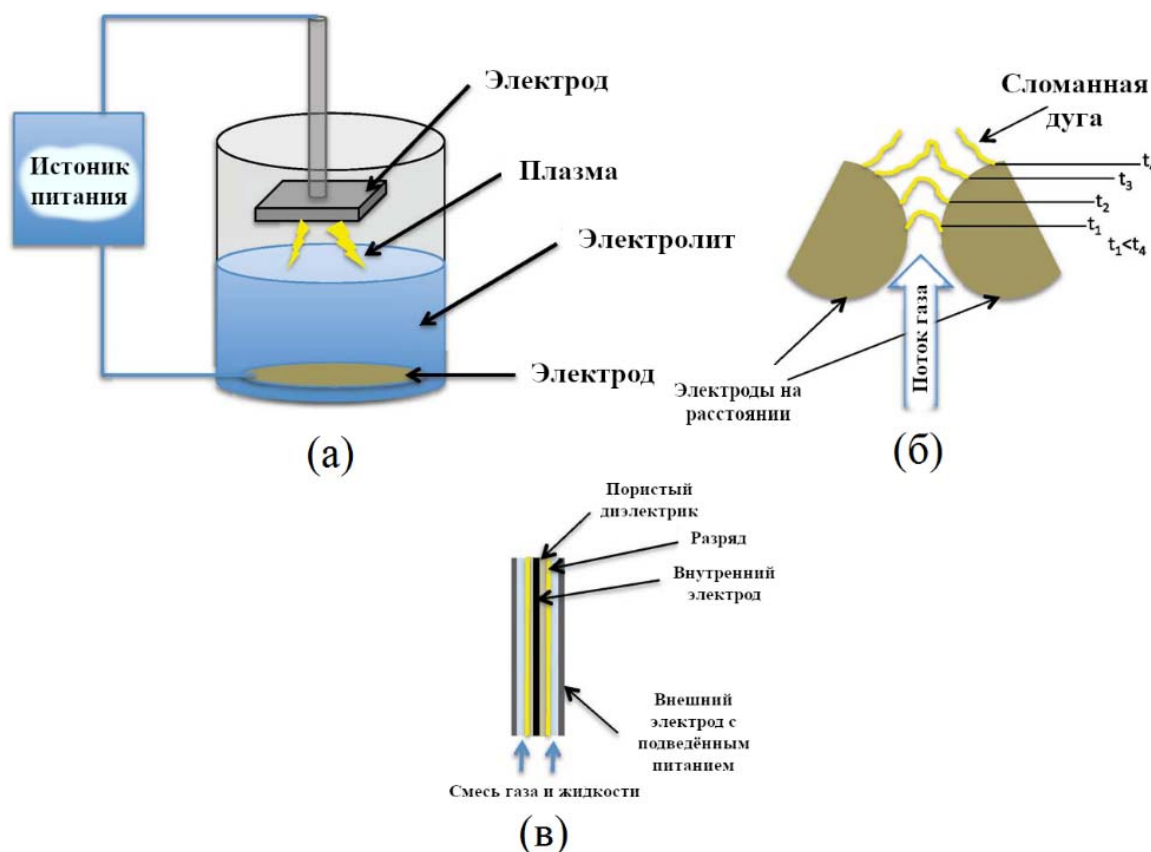 Электрод
Плазма
Электролит
Электрод
Истоник
питания
(а)
Сломанная
дуга
t₃
t₂
t₁
t₁<t₄
Поток газа
Электроды на
расстоянии
(б)
Пористый
диэлектрик
Разряд
Внутренний
электрод
Внешний
электрод с
подведённым
питанием
Смесь газа и жидкости
(в)